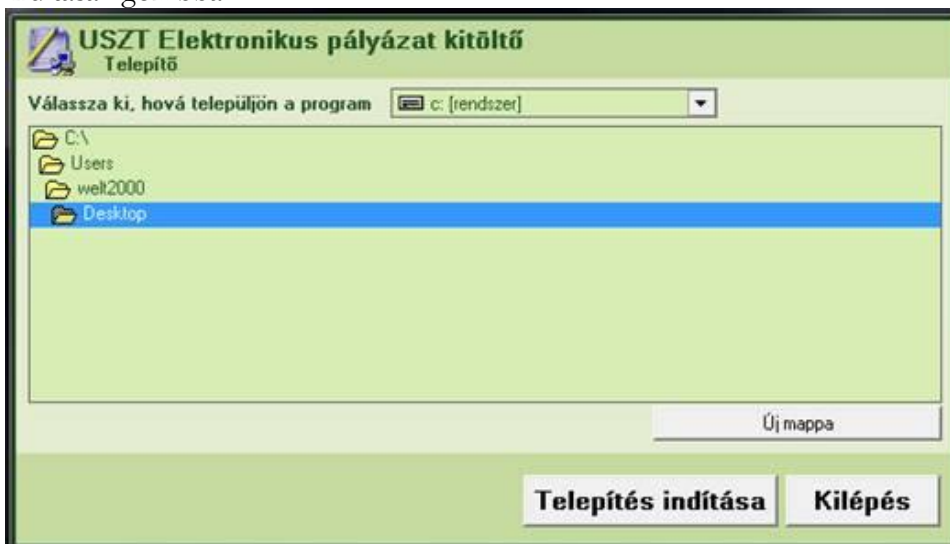 USZT Elektronikus pályázat kitöltő
Telepítő
Válassza ki, hová települjön a program c: [rendszer]
C:\
Users
welt2000
Desktop
Új mappa
Telepítés indítása Kilépés